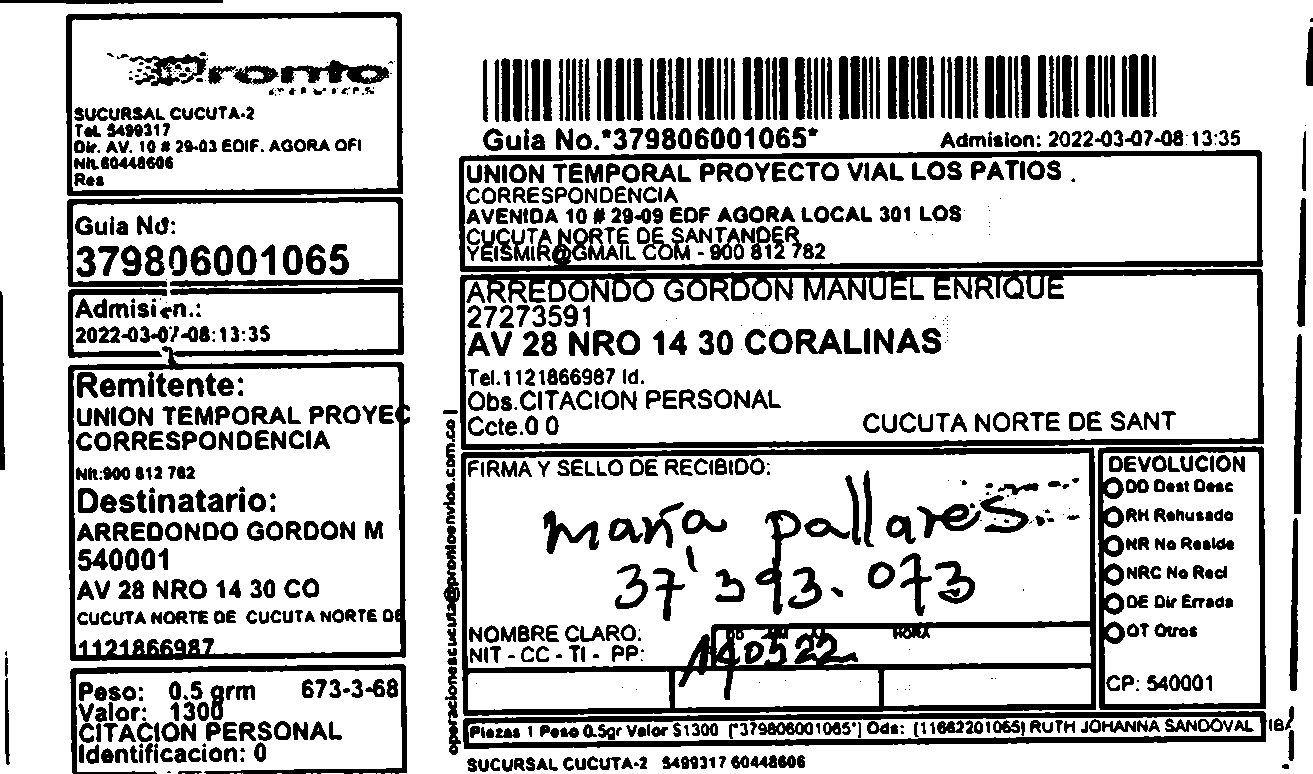 Pronto
SUCURSAL CUCUTA-2
Tel. 5499317
Dir. AV. 10 # 29-03 EDIF. AGORA OFI
Nit.60448606
Res
Guia No:
379806001065
Admisien.:
2022-03-07-08:13:35
Remitente:
UNION TEMPORAL PROYEC
CORRESPONDENCIA
Nit:900 812 782
Destinatario:
ARREDONDO GORDON M
540001
AV 28 NRO 14 30 CO
CUCUTA NORTE DE CUCUTA NORTE DE
1121866987
Peso: 0.5 grm 673-3-68
Valor: 1300
CITACION PERSONAL
Identificacion: 0
operacionescucuta@prontoenvios.com.co
Guia No.*379806001065* Admision: 2022-03-07-08:13:35
UNION TEMPORAL PROYECTO VIAL LOS PATIOS .
CORRESPONDENCIA
AVENIDA 10 # 29-09 EDF AGORA LOCAL 301 LOS
CUCUTA NORTE DE SANTANDER
YEISMIR@GMAIL COM - 900 812 782
ARREDONDO GORDON MANUEL ENRIQUE
27273591
AV 28 NRO 14 30 CORALINAS
Tel.1121866987 Id.
Obs.CITACION PERSONAL
Ccte.0 0 CUCUTA NORTE DE SANT
FIRMA Y SELLO DE RECIBIDO:
maria pallares.
37'393.073
NOMBRE CLARO:
HORA
NIT - CC - TI - PP:
DEVOLUCION
DD Dest Desc
RH Rehusado
NR No Reside
NRC No Recl
DE Dir Errada
OT Otros
CP: 540001
Piezas 1 Peso 0.5gr Valor $1300 (*379806001065*) Ods: (11662201065) RUTH JOHANNA SANDOVAL
SUCURSAL CUCUTA-2 5499317 60448606